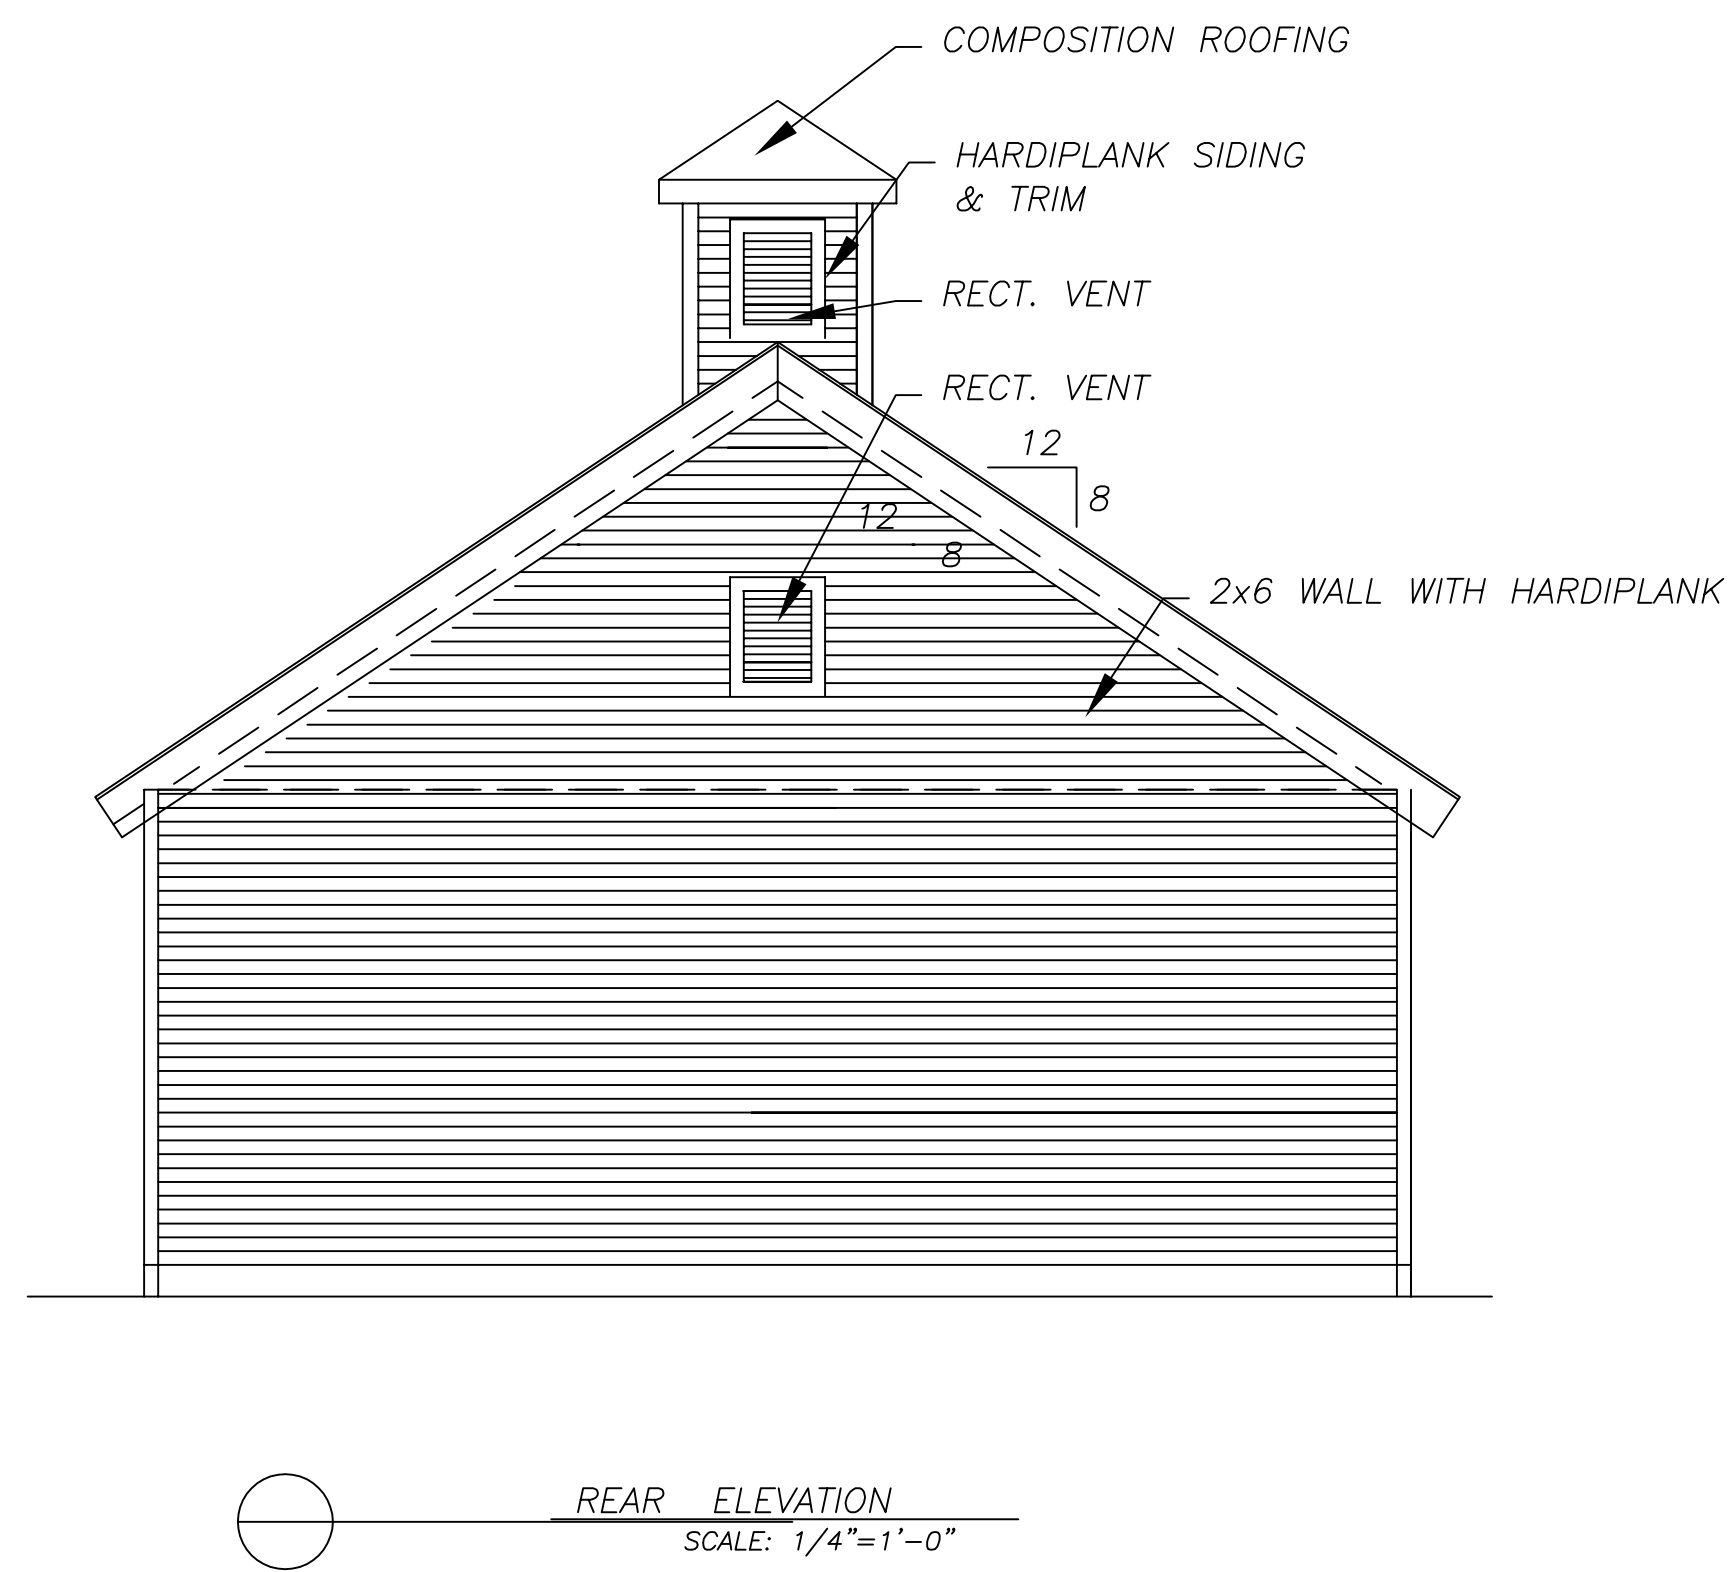 COMPOSITION ROOFING
HARDIPLANK SIDING
& TRIM
RECT. VENT
RECT. VENT
12
8
12
8
2x6 WALL WITH HARDIPLANK
REAR ELEVATION
SCALE: 1/4"=1'-0"